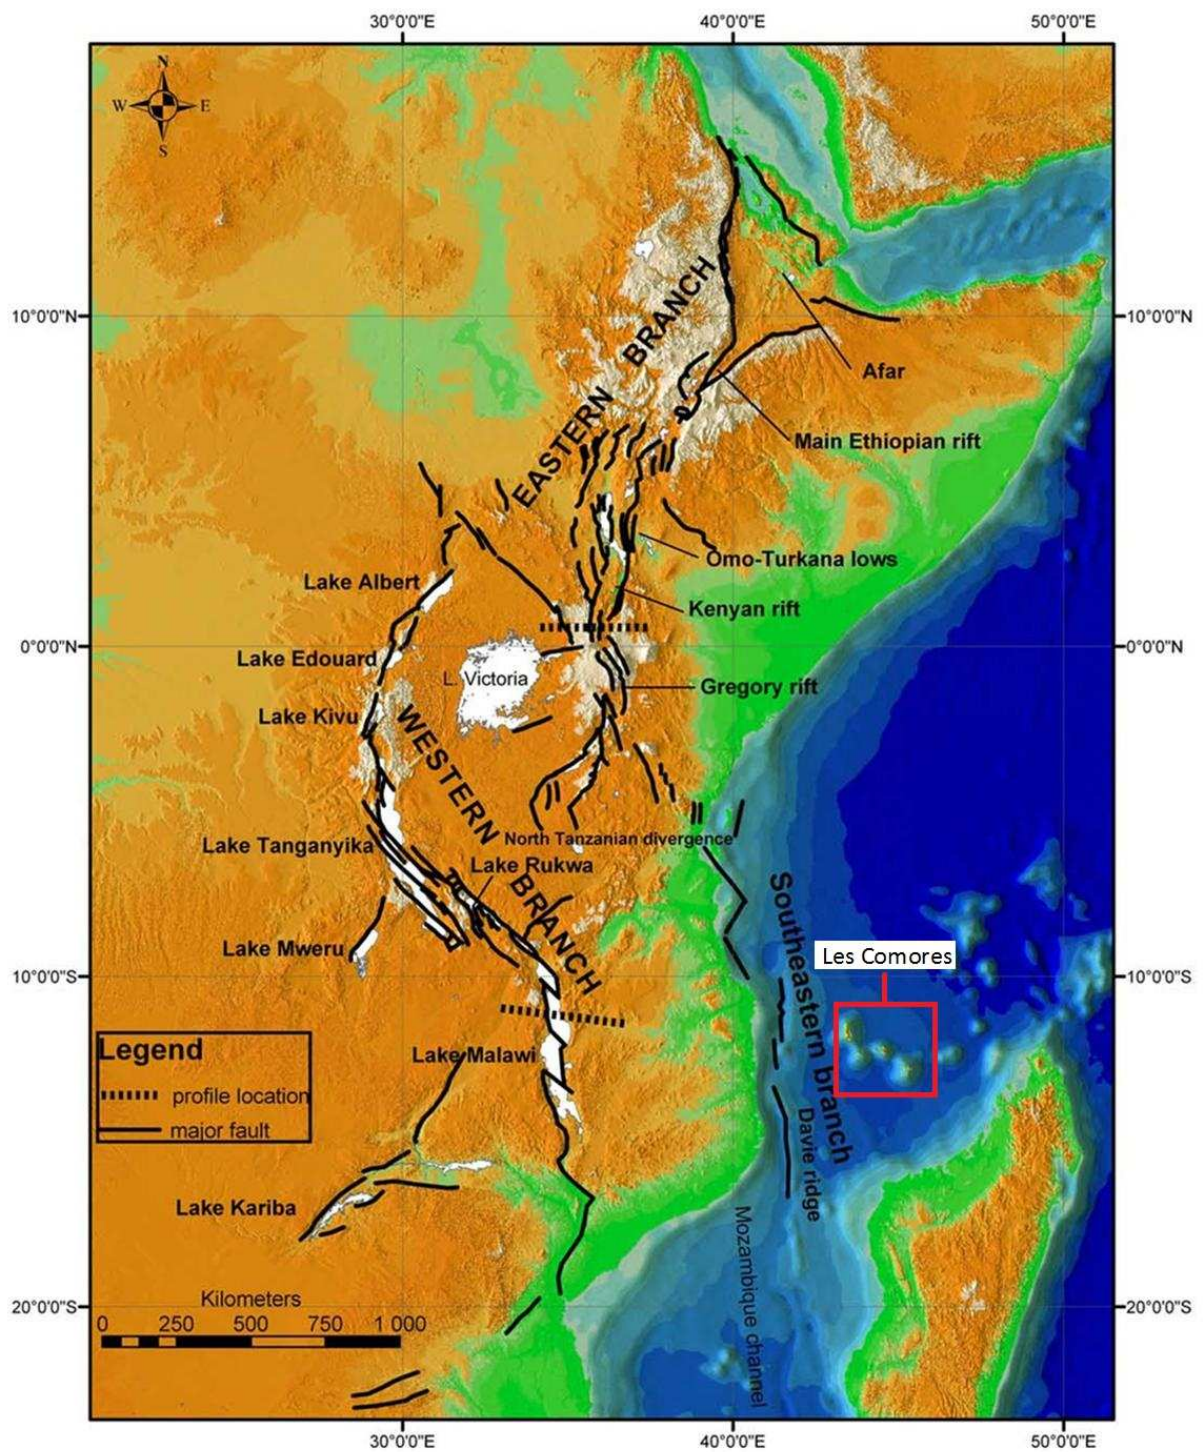 30°0'0"E
40°0'0"E
50°0'0"E
N
W
E
S
10°0'0"N
10°0'0"N
EASTERN BRANCH
Afar
Main Ethiopian rift
Omo-Turkana lows
Lake Albert
Kenyan rift
0°0'0"N
0°0'0"N
Lake Edouard
L. Victoria
Gregory rift
Lake Kivu
WESTERN BRANCH
Lake Tanganyika
North Tanzanian divergence
Lake Rukwa
Lake Mweru
Southeastern branch
Les Comores
10°0'0"S
10°0'0"S
Legend
profile location
major fault
Lake Malawi
Davie ridge
Lake Kariba
Mozambique channel
Kilometers
0 250 500 750 1 000
20°0'0"S
20°0'0"S
30°0'0"E
40°0'0"E
50°0'0"E